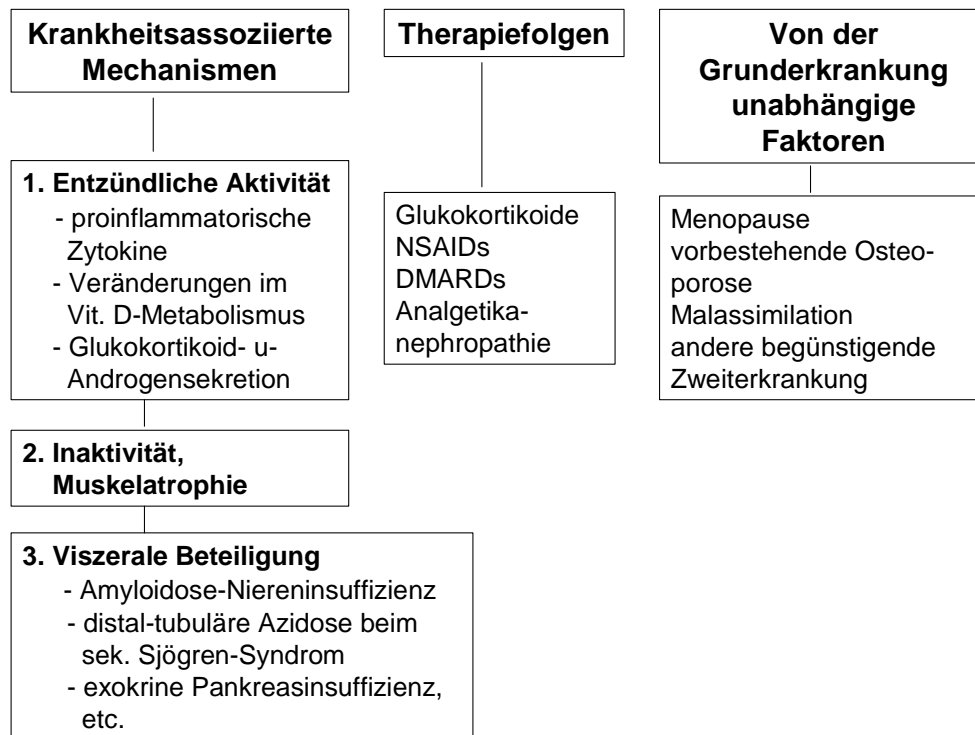 Krankheitsassoziierte
Mechanismen
1. Entzündliche Aktivität
- proinflammatorische
Zytokine
- Veränderungen im
Vit. D-Metabolismus
- Glukokortikoid- u-
Androgensekretion
2. Inaktivität,
Muskelatrophie
3. Viszerale Beteiligung
- Amyloidose-Niereninsuffizienz
- distal-tubuläre Azidose beim
sek. Sjögren-Syndrom
- exokrine Pankreasinsuffizienz,
etc.
Therapiefolgen
Glukokortikoide
NSAIDs
DMARDs
Analgetika-
nephropathie
Von der
Grunderkrankung
unabhängige
Faktoren
Menopause
vorbestehende Osteo-
porose
Malassimilation
andere begünstigende
Zweiterkrankung